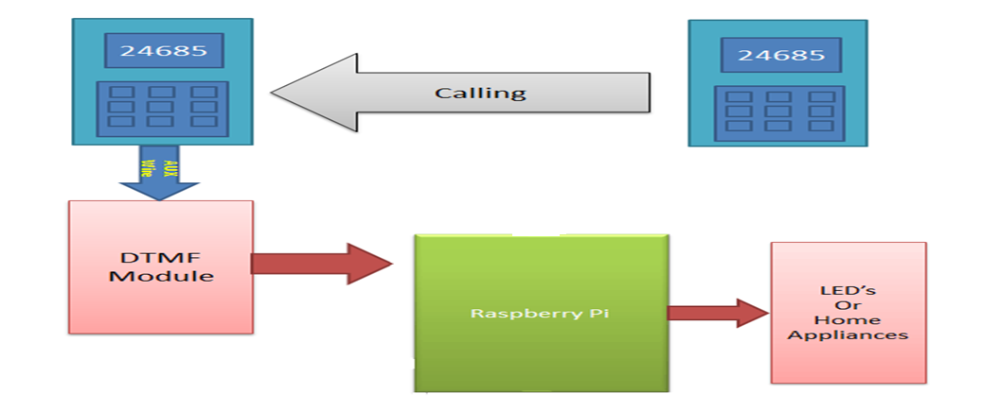 24685
Calling
24685
AUX
Wire
DTMF
Module
Raspberry Pi
LED's
Or
Home
Appliances